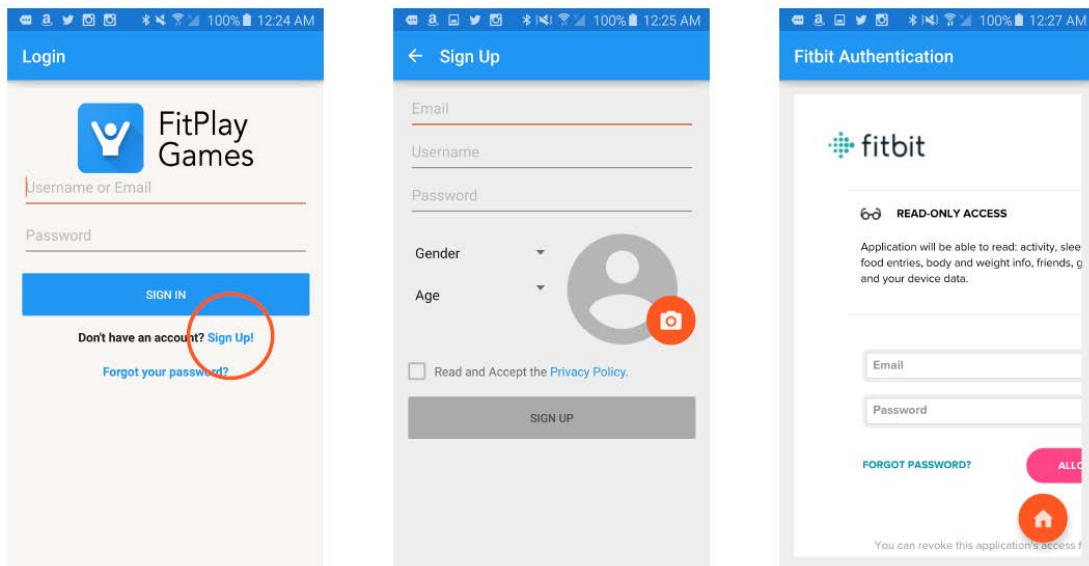 100% 12:24 AM
Login
FitPlay
Games
Username or Email
Password
SIGN IN
Don't have an account? Sign Up!
Forgot your password?
100% 12:25 AM
Sign Up
Email
Username
Password
Gender
Age
Read and Accept the Privacy Policy.
SIGN UP
100% 12:27 AM
Fitbit Authentication
fitbit
READ-ONLY ACCESS
Application will be able to read: activity, slee
food entries, body and weight info, friends, g
and your device data.
Email
Password
FORGOT PASSWORD?
ALLO
You can revoke this application's access f